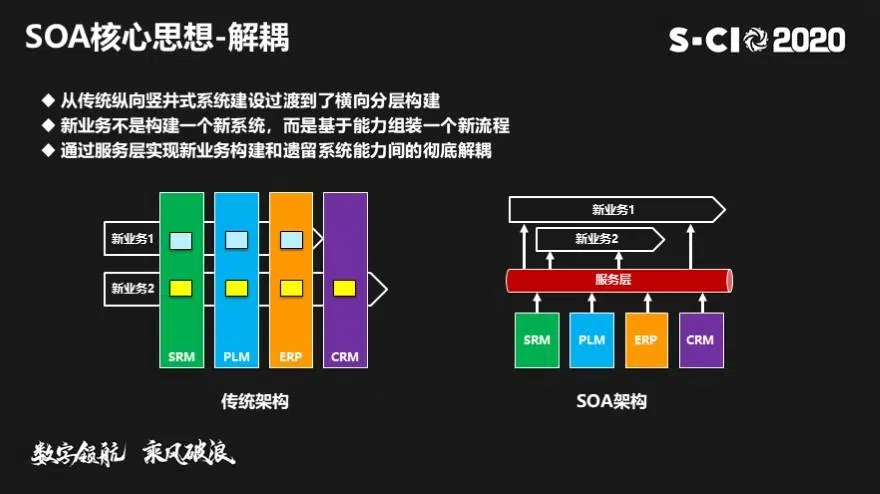 SOA核心思想-解耦
S-CIO 2020
从传统纵向竖井式系统建设过渡到了横向分层构建
新业务不是构建一个新系统，而是基于能力组装一个新流程
通过服务层实现新业务构建和遗留系统能力间的彻底解耦
新业务1
新业务2
SRM
PLM
ERP
CRM
传统架构
新业务1
新业务2
服务层
SRM
PLM
ERP
CRM
SOA架构
数字领航 乘风破浪